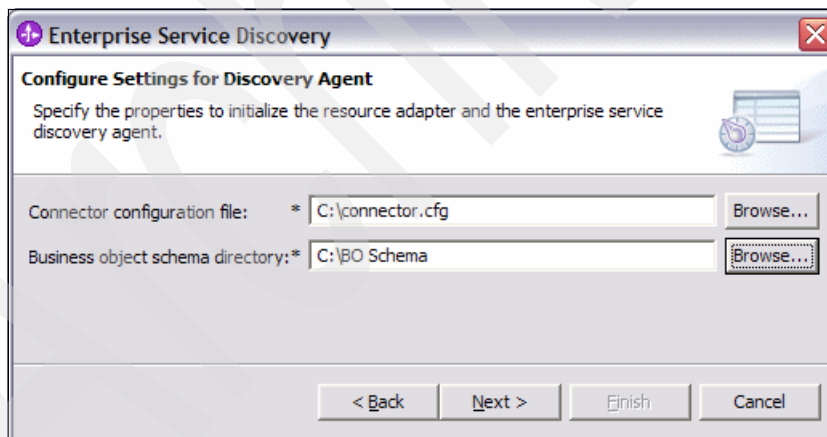 Enterprise Service Discovery
Configure Settings for Discovery Agent
Specify the properties to initialize the resource adapter and the enterprise service
discovery agent.
Connector configuration file: * C:\connector.cfg Browse...
Business object schema directory:* C:\BO Schema Browse...
< Back Next > Finish Cancel